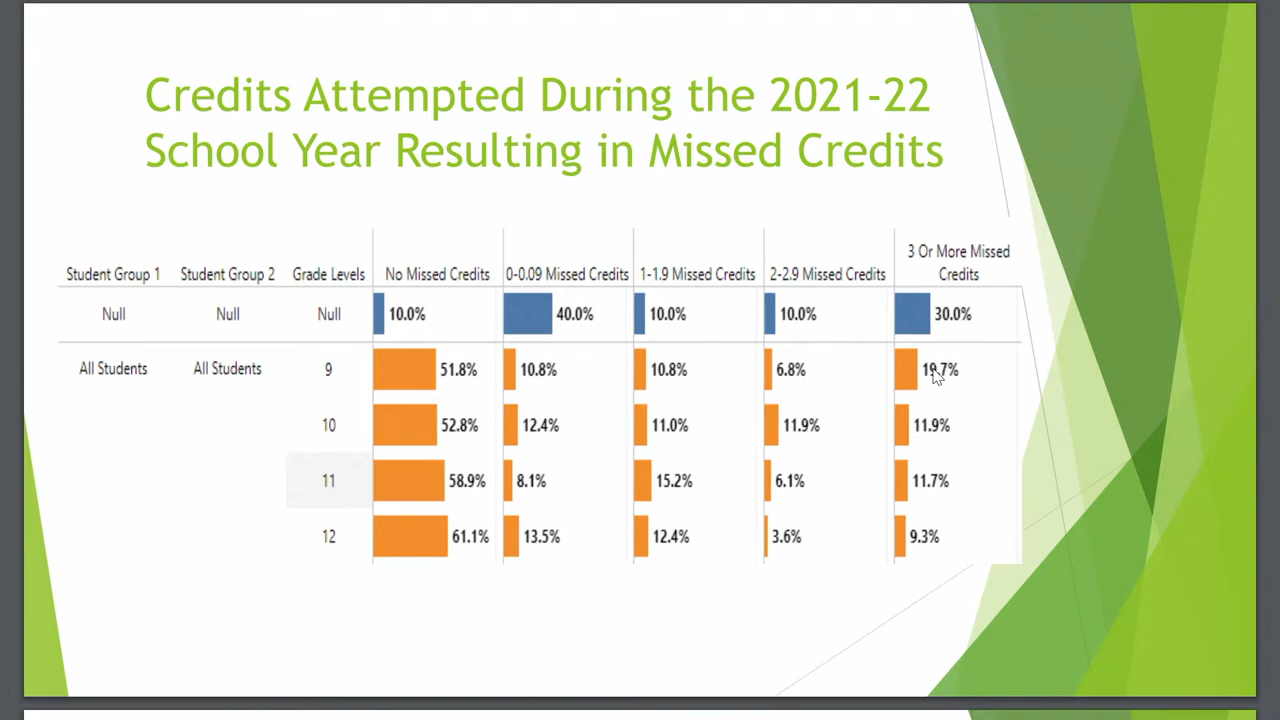 Credits Attempted During the 2021-22
School Year Resulting in Missed Credits
Student Group 1 Student Group 2 Grade Levels No Missed Credits 0-0.09 Missed Credits 1-1.9 Missed Credits 2-2.9 Missed Credits 3 Or More Missed
Credits
Null Null Null 10.0% 40.0% 10.0% 10.0% 30.0%
All Students All Students 9 51.8% 10.8% 10.8% 6.8% 19.7%
10 52.8% 12.4% 11.0% 11.9% 11.9%
11 58.9% 8.1% 15.2% 6.1% 11.7%
12 61.1% 13.5% 12.4% 3.6% 9.3%